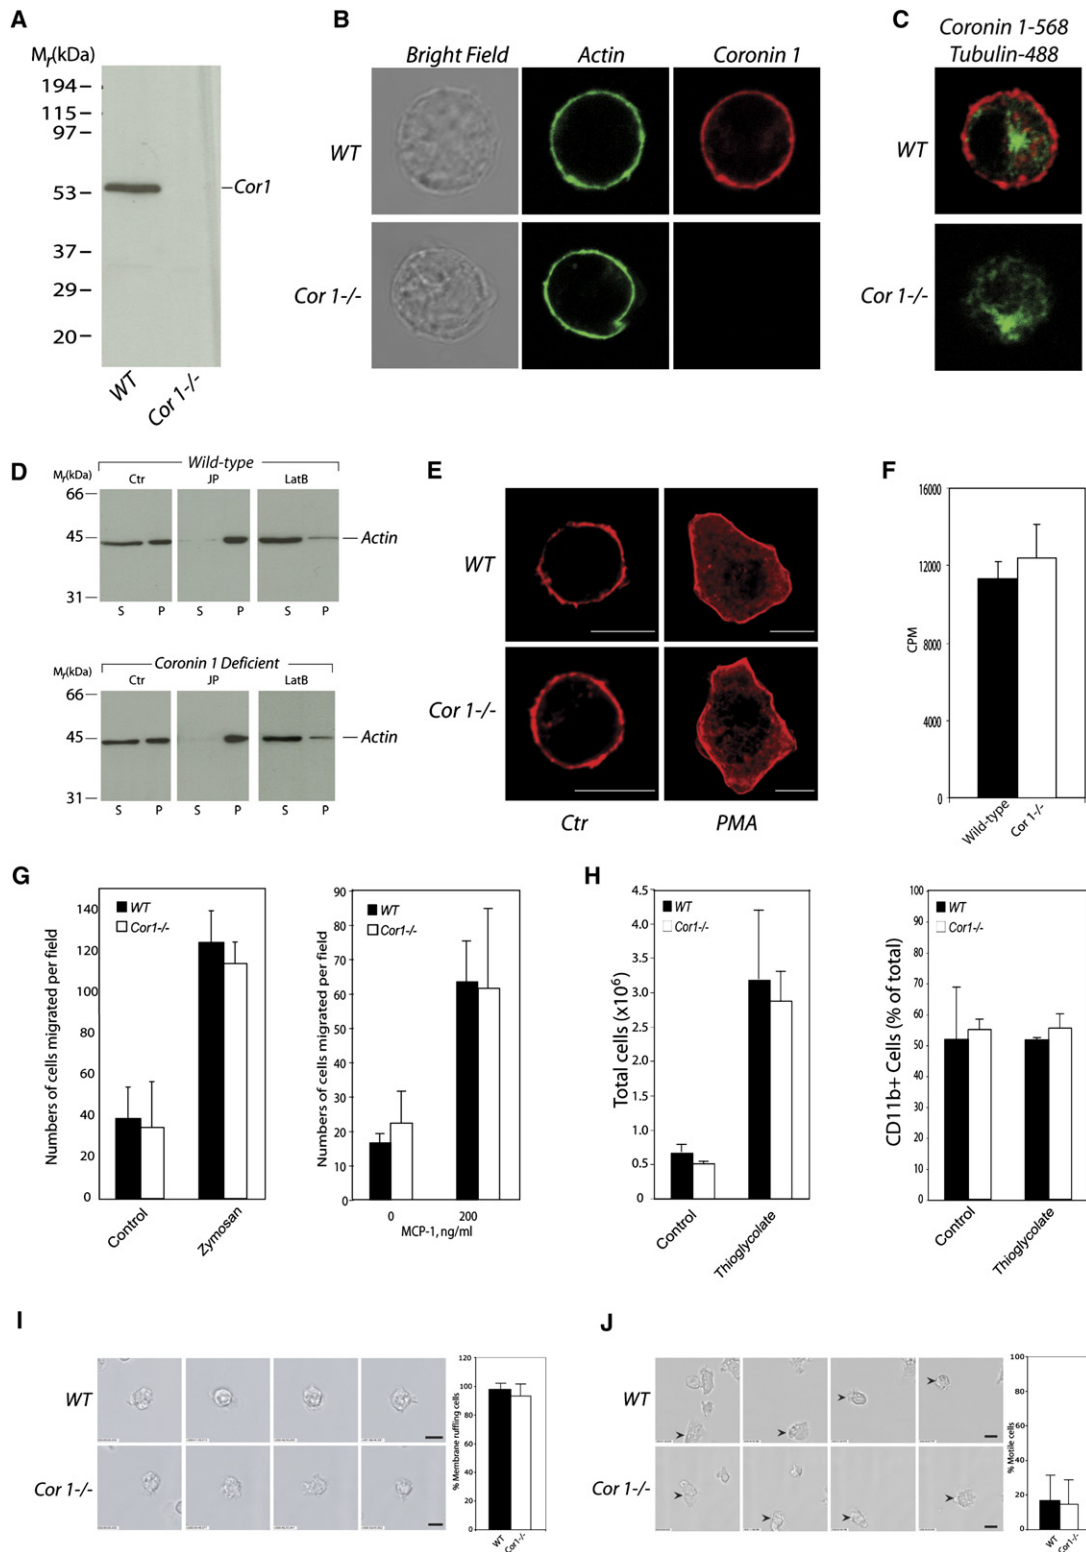 A
Mr(kDa)
194
115
97
53
37
29
20
Cor1
WT
Cor 1-/-
B
Bright Field
Actin
Coronin 1
WT
Cor 1-/-
C
Coronin 1-568
Tubulin-488
WT
Cor 1-/-
D
Wild-type
Mr(kDa)
Ctr
JP
LatB
66
45
31
Actin
S P S P S P
Coronin 1 Deficient
Mr(kDa)
Ctr
JP
LatB
66
45
31
Actin
S P S P S P
E
WT
Cor 1-/-
Ctr
PMA
F
16000
12000
8000
4000
0
CPM
Wild-type
Cor 1-/-
G
Numbers of cells migrated per field
140
120
100
80
60
40
20
0
WT
Cor1-/-
Control
Zymosan
Numbers of cells migrated per field
90
80
70
60
50
40
30
20
10
0
WT
Cor1-/-
0
200
MCP-1, ng/ml
H
Total cells (x10⁶)
4.5
4.0
3.5
3.0
2.5
2.0
1.5
1.0
0.5
0
WT
Cor1-/-
Control
Thioglycolate
CD11b+ Cells (% of total)
100
90
80
70
60
50
40
30
20
10
0
WT
Cor1-/-
Control
Thioglycolate
I
WT
Cor 1-/-
% Membrane ruffling cells
120
100
80
60
40
20
0
WT
Cor1-/-
J
WT
Cor 1-/-
% Motile cells
100
80
60
40
20
0
WT
Cor1-/-